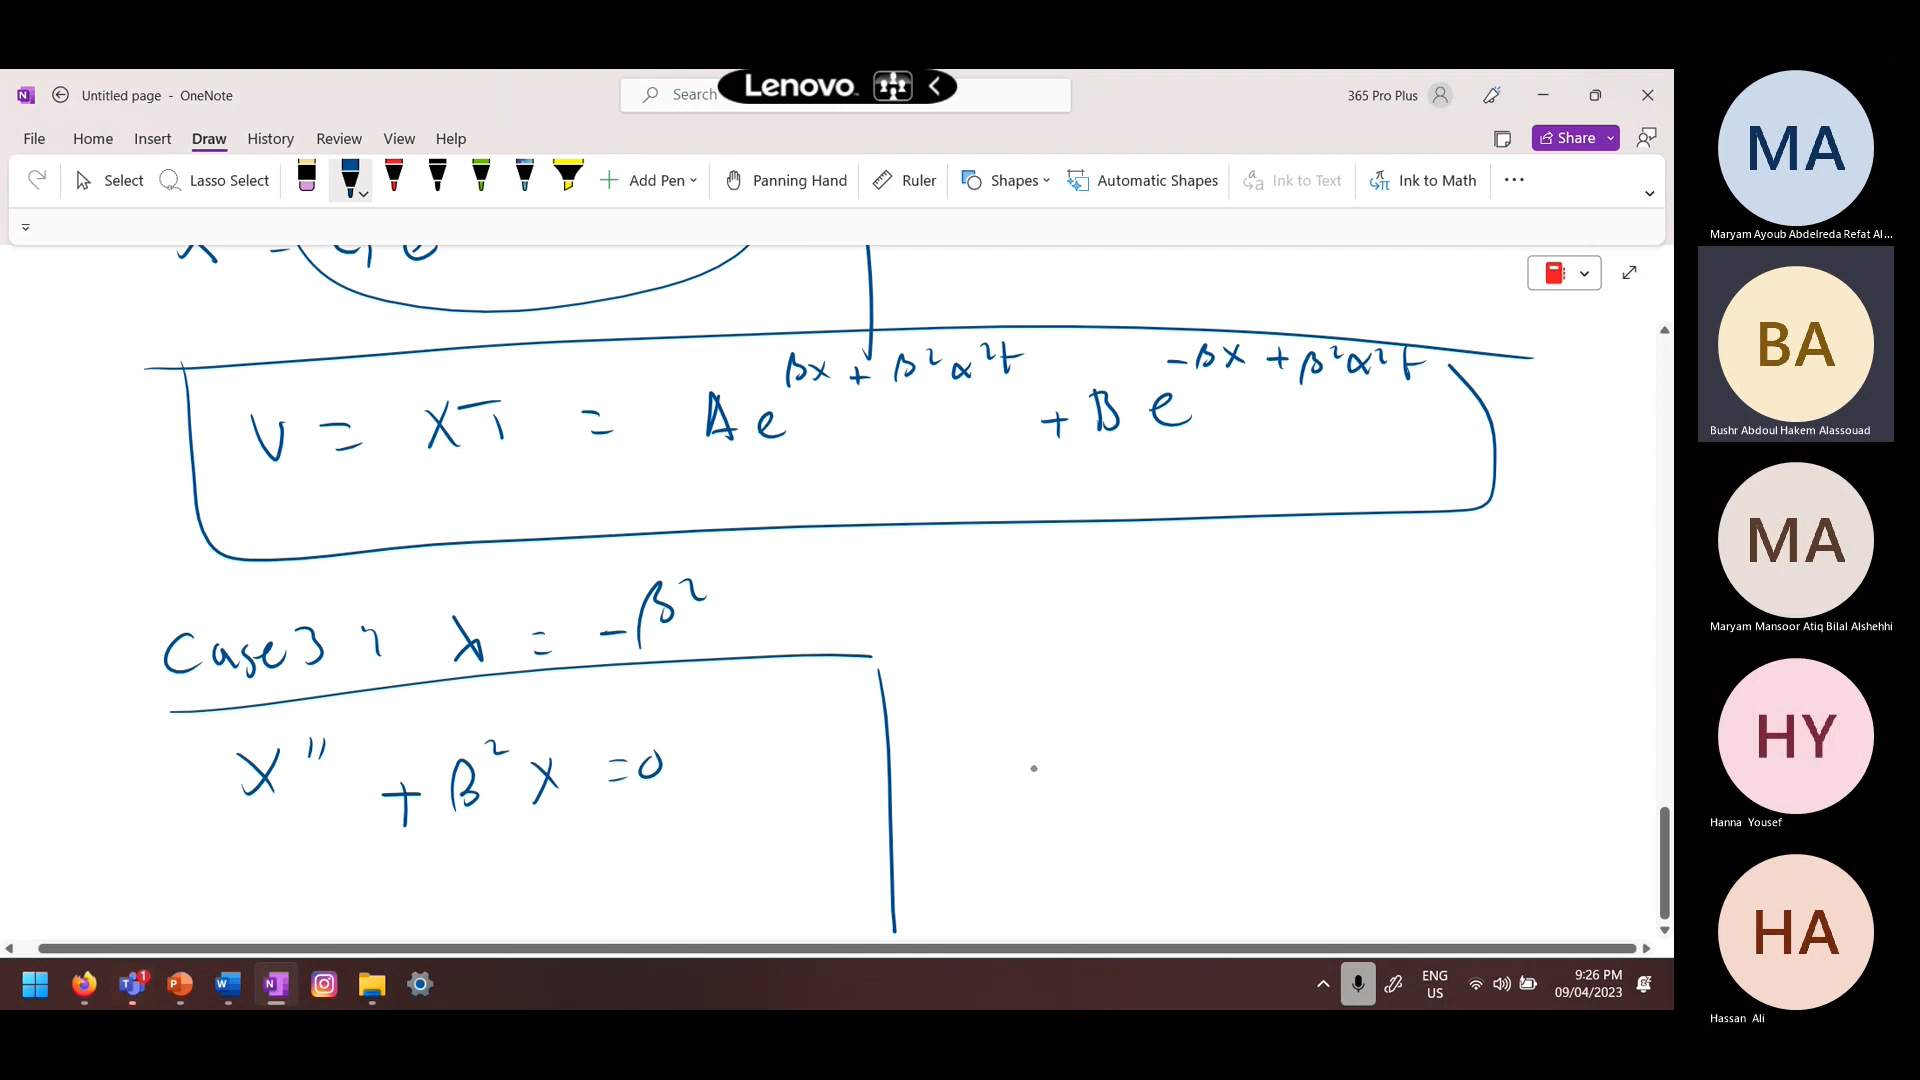 Lenovo
Untitled page - OneNote
Search
365 Pro Plus
File Home Insert Draw History Review View Help
Share
Select Lasso Select Add Pen Panning Hand Ruler Shapes Automatic Shapes Ink to Text Ink to Math
V = XT = A e^{βx + β²α²t} + B e^{-βx + β²α²t}
Case 3: λ = -β²
X'' + β² X = 0
ENG
US
9:26 PM
09/04/2023
MA
Maryam Ayoub Abdelreda Refat Al...
BA
Bushr Abdoul Hakem Alassouad
MA
Maryam Mansoor Atiq Bilal Alshehhi
HY
Hanna Yousef
HA
Hassan Ali